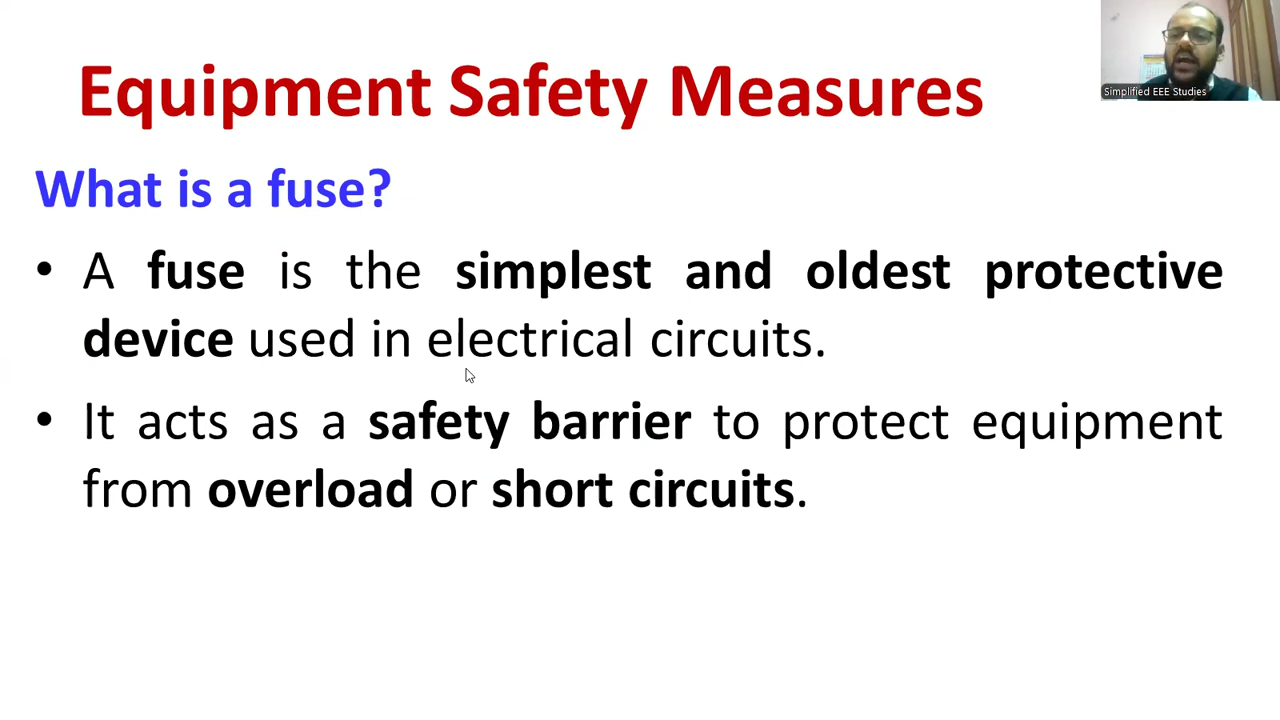 Equipment Safety Measures
Simplified EEE Studies
What is a fuse?
• A fuse is the simplest and oldest protective
device used in electrical circuits.
• It acts as a safety barrier to protect equipment
from overload or short circuits.